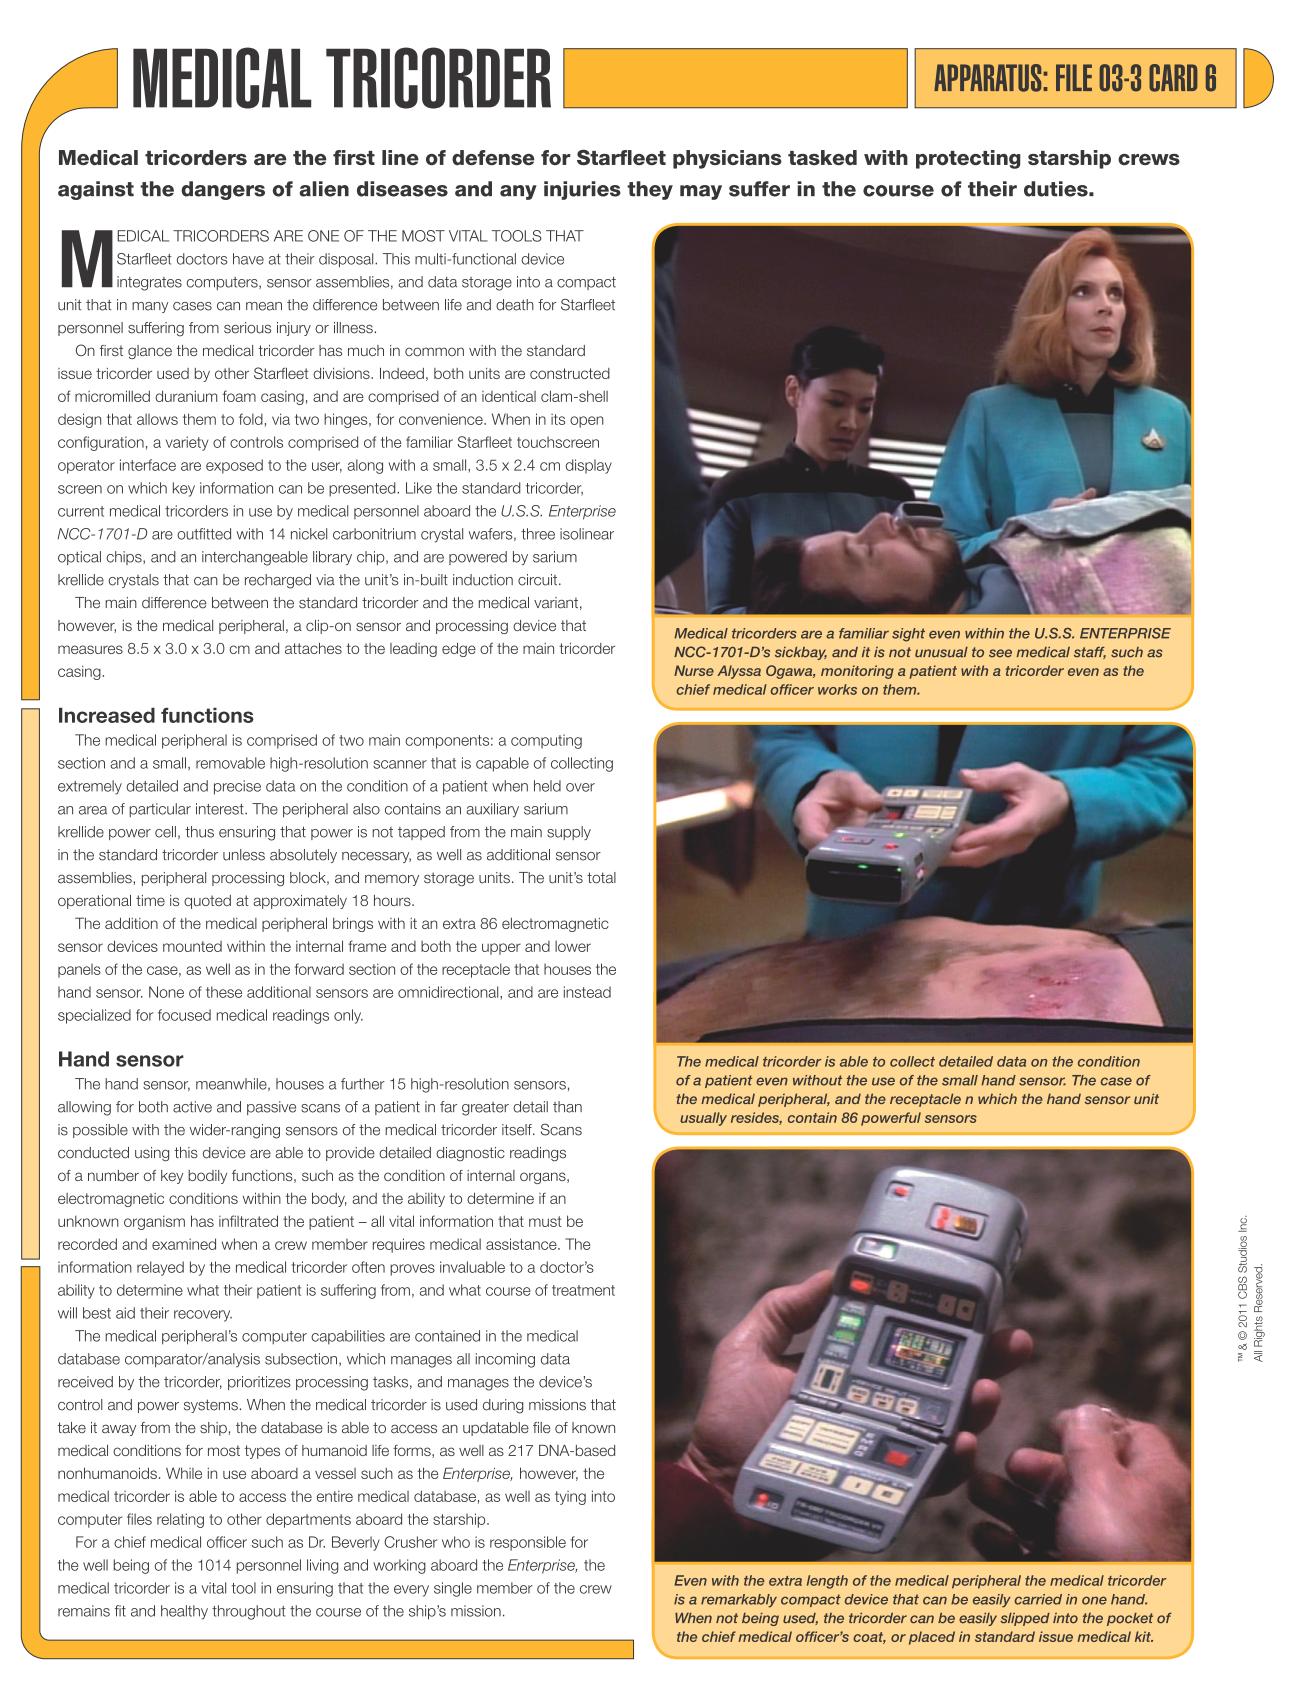 MEDICAL TRICORDER
APPARATUS: FILE 03-3 CARD 6
Medical tricorders are the first line of defense for Starfleet physicians tasked with protecting starship crews
against the dangers of alien diseases and any injuries they may suffer in the course of their duties.
MEDICAL TRICORDERS ARE ONE OF THE MOST VITAL TOOLS THAT
Starfleet doctors have at their disposal. This multi-functional device
integrates computers, sensor assemblies, and data storage into a compact
unit that in many cases can mean the difference between life and death for Starfleet
personnel suffering from serious injury or illness.
On first glance the medical tricorder has much in common with the standard
issue tricorder used by other Starfleet divisions. Indeed, both units are constructed
of micromilled duranium foam casing, and are comprised of an identical clam-shell
design that allows them to fold, via two hinges, for convenience. When in its open
configuration, a variety of controls comprised of the familiar Starfleet touchscreen
operator interface are exposed to the user, along with a small, 3.5 x 2.4 cm display
screen on which key information can be presented. Like the standard tricorder,
current medical tricorders in use by medical personnel aboard the U.S.S. Enterprise
NCC-1701-D are outfitted with 14 nickel carbonitrium crystal wafers, three isolinear
optical chips, and an interchangeable library chip, and are powered by sarium
krellide crystals that can be recharged via the unit's in-built induction circuit.
The main difference between the standard tricorder and the medical variant,
however, is the medical peripheral, a clip-on sensor and processing device that
measures 8.5 x 3.0 x 3.0 cm and attaches to the leading edge of the main tricorder
casing.
Increased functions
The medical peripheral is comprised of two main components: a computing
section and a small, removable high-resolution scanner that is capable of collecting
extremely detailed and precise data on the condition of a patient when held over
an area of particular interest. The peripheral also contains an auxiliary sarium
krellide power cell, thus ensuring that power is not tapped from the main supply
in the standard tricorder unless absolutely necessary, as well as additional sensor
assemblies, peripheral processing block, and memory storage units. The unit's total
operational time is quoted at approximately 18 hours.
The addition of the medical peripheral brings with it an extra 86 electromagnetic
sensor devices mounted within the internal frame and both the upper and lower
panels of the case, as well as in the forward section of the receptacle that houses the
hand sensor. None of these additional sensors are omnidirectional, and are instead
specialized for focused medical readings only.
Hand sensor
The hand sensor, meanwhile, houses a further 15 high-resolution sensors,
allowing for both active and passive scans of a patient in far greater detail than
is possible with the wider-ranging sensors of the medical tricorder itself. Scans
conducted using this device are able to provide detailed diagnostic readings
of a number of key bodily functions, such as the condition of internal organs,
electromagnetic conditions within the body, and the ability to determine if an
unknown organism has infiltrated the patient – all vital information that must be
recorded and examined when a crew member requires medical assistance. The
information relayed by the medical tricorder often proves invaluable to a doctor's
ability to determine what their patient is suffering from, and what course of treatment
will best aid their recovery.
The medical peripheral's computer capabilities are contained in the medical
database comparator/analysis subsection, which manages all incoming data
received by the tricorder, prioritizes processing tasks, and manages the device's
control and power systems. When the medical tricorder is used during missions that
take it away from the ship, the database is able to access an updatable file of known
medical conditions for most types of humanoid life forms, as well as 217 DNA-based
nonhumanoids. While in use aboard a vessel such as the Enterprise, however, the
medical tricorder is able to access the entire medical database, as well as tying into
computer files relating to other departments aboard the starship.
For a chief medical officer such as Dr. Beverly Crusher who is responsible for
the well being of the 1014 personnel living and working aboard the Enterprise, the
medical tricorder is a vital tool in ensuring that the every single member of the crew
remains fit and healthy throughout the course of the ship's mission.
Medical tricorders are a familiar sight even within the U.S.S. ENTERPRISE
NCC-1701-D's sickbay, and it is not unusual to see medical staff, such as
Nurse Alyssa Ogawa, monitoring a patient with a tricorder even as the
chief medical officer works on them.
The medical tricorder is able to collect detailed data on the condition
of a patient even without the use of the small hand sensor. The case of
the medical peripheral, and the receptacle n which the hand sensor unit
usually resides, contain 86 powerful sensors
Even with the extra length of the medical peripheral the medical tricorder
is a remarkably compact device that can be easily carried in one hand.
When not being used, the tricorder can be easily slipped into the pocket of
the chief medical officer's coat, or placed in standard issue medical kit.
™ & © 2011 CBS Studios Inc.
All Rights Reserved.